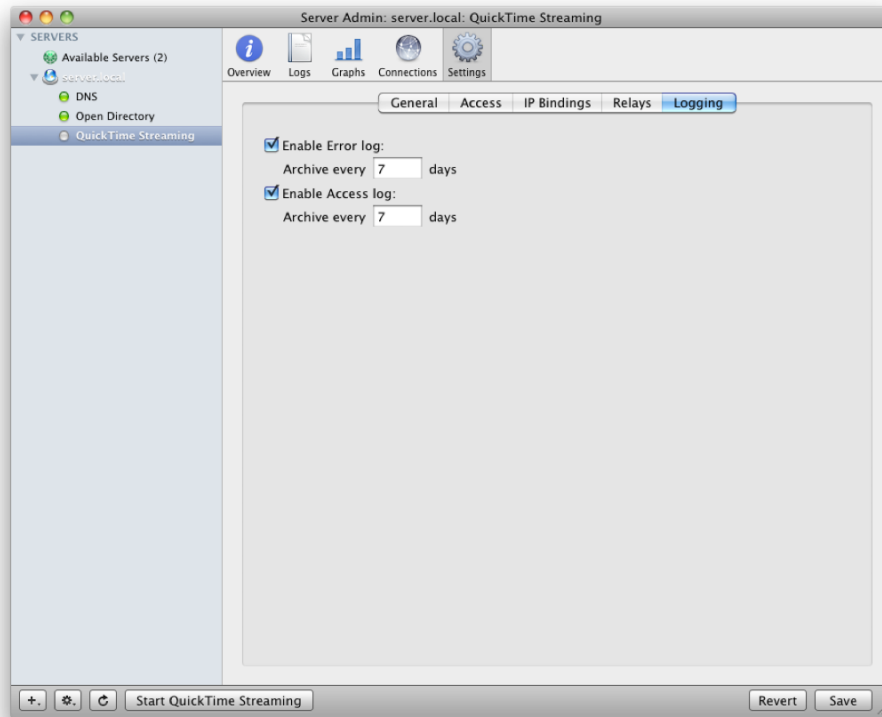 Server Admin: server.local: QuickTime Streaming
SERVERS
Available Servers (2)
server.local
DNS
Open Directory
QuickTime Streaming
Overview Logs Graphs Connections Settings
General Access IP Bindings Relays Logging
Enable Error log:
Archive every 7 days
Enable Access log:
Archive every 7 days
Start QuickTime Streaming
Revert Save